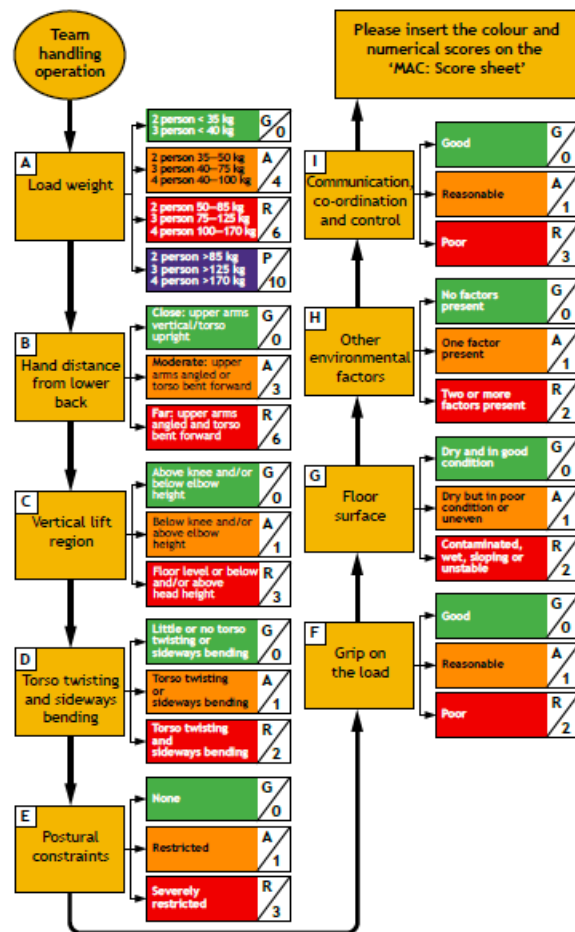 Team
handling
operation
A
Load weight
2 person < 35 kg
3 person < 40 kg
G
0
2 person 35–50 kg
3 person 40–75 kg
4 person 40–100 kg
A
4
2 person 50–85 kg
3 person 75–125 kg
4 person 100–170 kg
R
6
2 person >85 kg
3 person >125 kg
4 person >170 kg
P
10
B
Hand distance
from lower
back
Close: upper arms
vertical/torso
upright
G
0
Moderate: upper
arms angled or
torso bent forward
A
3
Far: upper arms
angled and torso
bent forward
R
6
C
Vertical lift
region
Above knee and/or
below elbow
height
G
0
Below knee and/or
above elbow
height
A
1
Floor level or below
and/or above
head height
R
3
D
Torso twisting
and sideways
bending
Little or no torso
twisting or
sideways bending
G
0
Torso twisting
or
sideways bending
A
1
Torso twisting
and
sideways bending
R
2
E
Postural
constraints
None
G
0
Restricted
A
1
Severely
restricted
R
3
F
Grip on
the load
Good
G
0
Reasonable
A
1
Poor
R
2
G
Floor
surface
Dry and in good
condition
G
0
Dry but in poor
condition or
uneven
A
1
Contaminated,
wet, sloping or
unstable
R
2
H
Other
environmental
factors
No factors
present
G
0
One factor
present
A
1
Two or more
factors present
R
2
I
Communication,
co-ordination
and control
Good
G
0
Reasonable
A
1
Poor
R
3
Please insert the colour and
numerical scores on the
‘MAC: Score sheet’